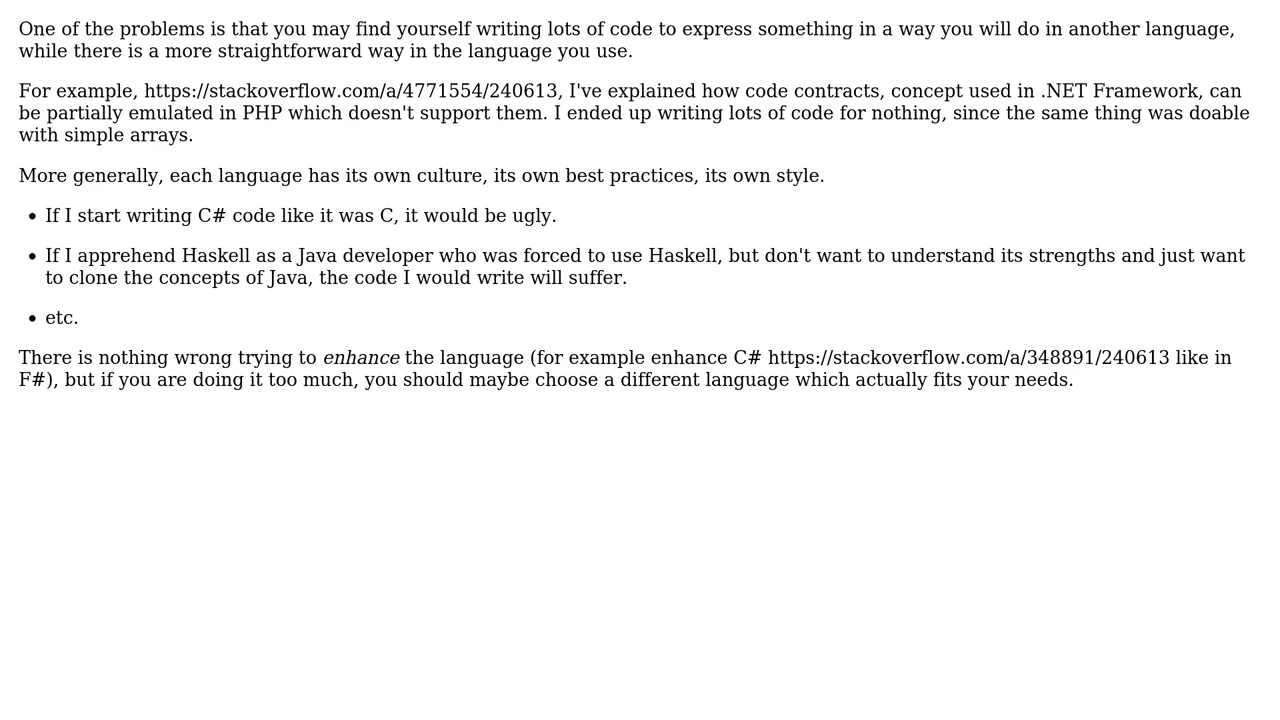 One of the problems is that you may find yourself writing lots of code to express something in a way you will do in another language,
while there is a more straightforward way in the language you use.
For example, https://stackoverflow.com/a/4771554/240613, I've explained how code contracts, concept used in .NET Framework, can
be partially emulated in PHP which doesn't support them. I ended up writing lots of code for nothing, since the same thing was doable
with simple arrays.
More generally, each language has its own culture, its own best practices, its own style.
• If I start writing C# code like it was C, it would be ugly.
• If I apprehend Haskell as a Java developer who was forced to use Haskell, but don't want to understand its strengths and just want
to clone the concepts of Java, the code I would write will suffer.
• etc.
There is nothing wrong trying to enhance the language (for example enhance C# https://stackoverflow.com/a/348891/240613 like in
F#), but if you are doing it too much, you should maybe choose a different language which actually fits your needs.